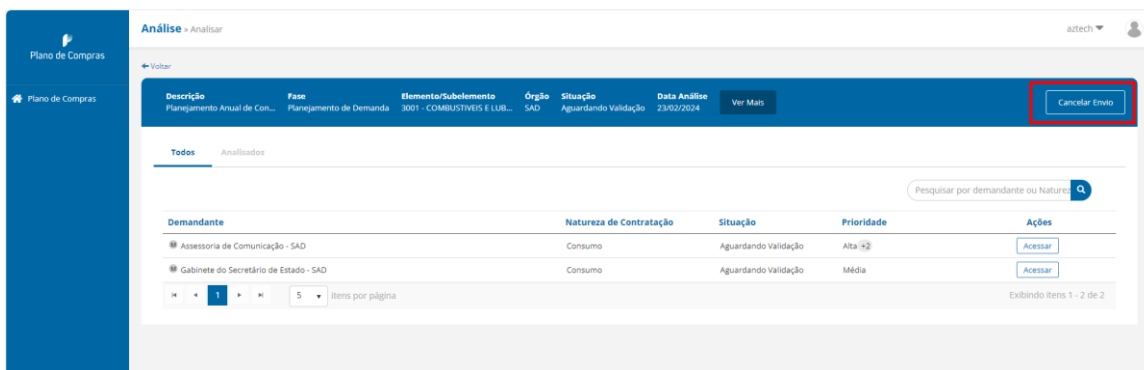 Plano de Compras
Plano de Compras
Análise » Analisar
aztech
Voltar
Descrição Fase Elemento/Subelemento Órgão Situação Data Análise
Planejamento Anual de Con... Planejamento de Demanda 3001 - COMBUSTIVEIS E LUB... SAD Aguardando Validação 23/02/2024
Ver Mais
Cancelar Envio
Todos Analisados
Pesquisar por demandante ou Naturez
Demandante Natureza de Contratação Situação Prioridade Ações
M Assessoria de Comunicação - SAD Consumo Aguardando Validação Alta +2 Acessar
M Gabinete do Secretário de Estado - SAD Consumo Aguardando Validação Média Acessar
1 5 itens por página Exibindo itens 1 - 2 de 2